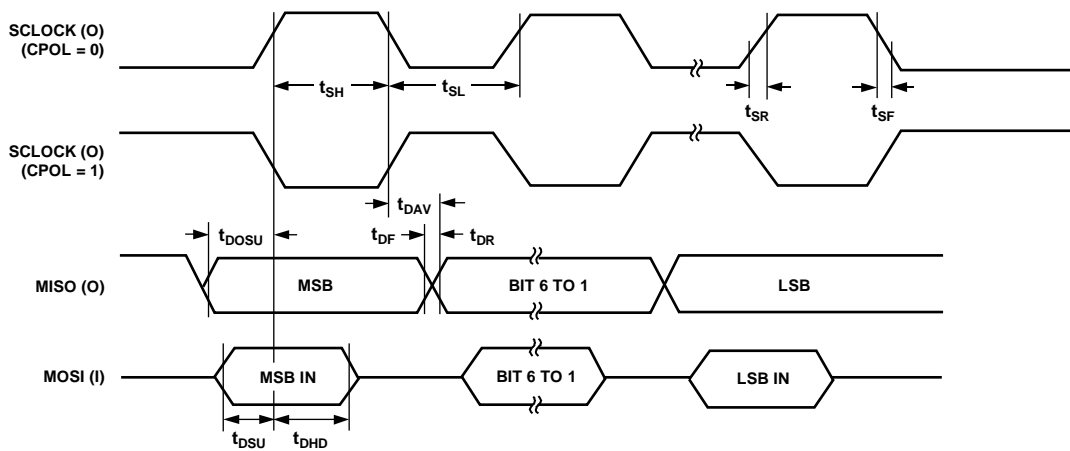 SCLOCK (O)
(CPOL = 0)
tSH
tSL
tSR
tSF
SCLOCK (O)
(CPOL = 1)
tDAV
tDOSU
tDF
tDR
MISO (O)
MSB
BIT 6 TO 1
LSB
MOSI (I)
MSB IN
BIT 6 TO 1
LSB IN
tDSU
tDHD